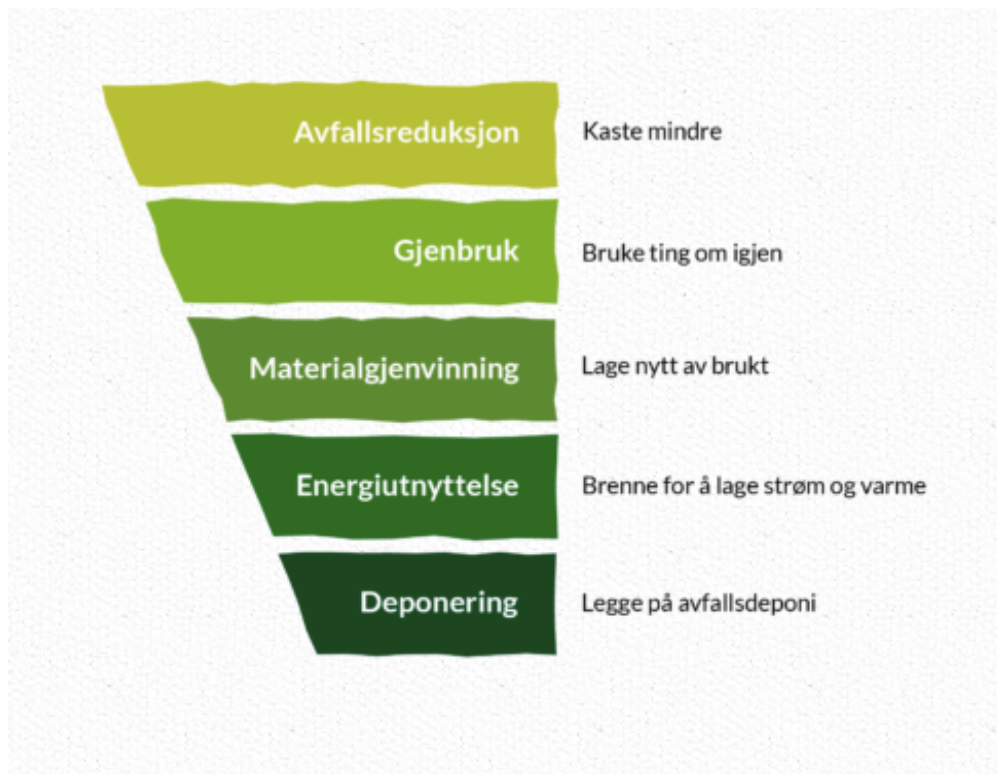 Avfallsreduksjon Kaste mindre
Gjenbruk Bruke ting om igjen
Materialgjenvinning Lage nytt av brukt
Energiutnyttelse Brenne for å lage strøm og varme
Deponering Legge på avfallsdeponi